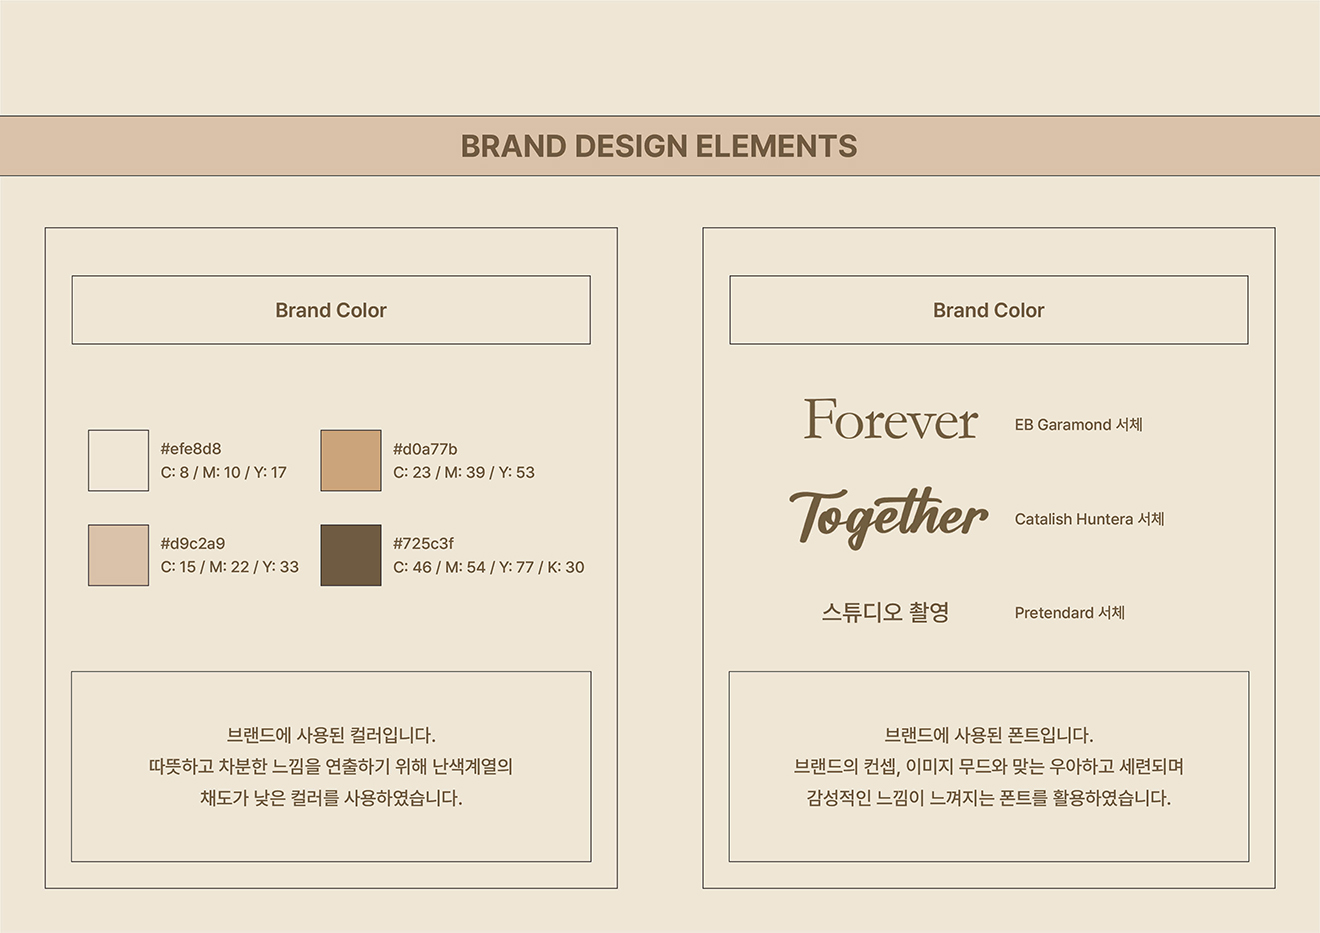 BRAND DESIGN ELEMENTS
Brand Color
#efe8d8
C: 8 / M: 10 / Y: 17
#d0a77b
C: 23 / M: 39 / Y: 53
#d9c2a9
C: 15 / M: 22 / Y: 33
#725c3f
C: 46 / M: 54 / Y: 77 / K: 30
브랜드에 사용된 컬러입니다.
따뜻하고 차분한 느낌을 연출하기 위해 난색계열의
채도가 낮은 컬러를 사용하였습니다.
Brand Color
Forever EB Garamond 서체
Together Catalish Huntera 서체
스튜디오 촬영 Pretendard 서체
브랜드에 사용된 폰트입니다.
브랜드의 컨셉, 이미지 무드와 맞는 우아하고 세련되며
감성적인 느낌이 느껴지는 폰트를 활용하였습니다.